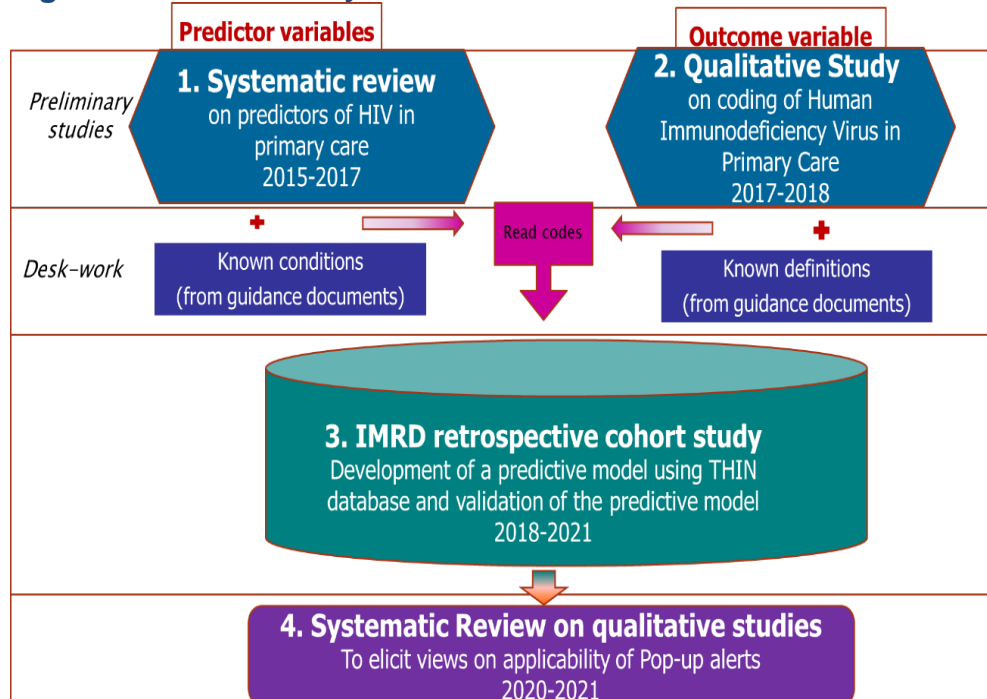 Predictor variables
Outcome variable
Preliminary
studies
1. Systematic review
on predictors of HIV in
primary care
2015-2017
2. Qualitative Study
on coding of Human
Immunodeficiency Virus in
Primary Care
2017-2018
+
Read codes
+
Desk-work
Known conditions
(from guidance documents)
Known definitions
(from guidance documents)
3. IMRD retrospective cohort study
Development of a predictive model using THIN
database and validation of the predictive model
2018-2021
4. Systematic Review on qualitative studies
To elicit views on applicability of Pop-up alerts
2020-2021